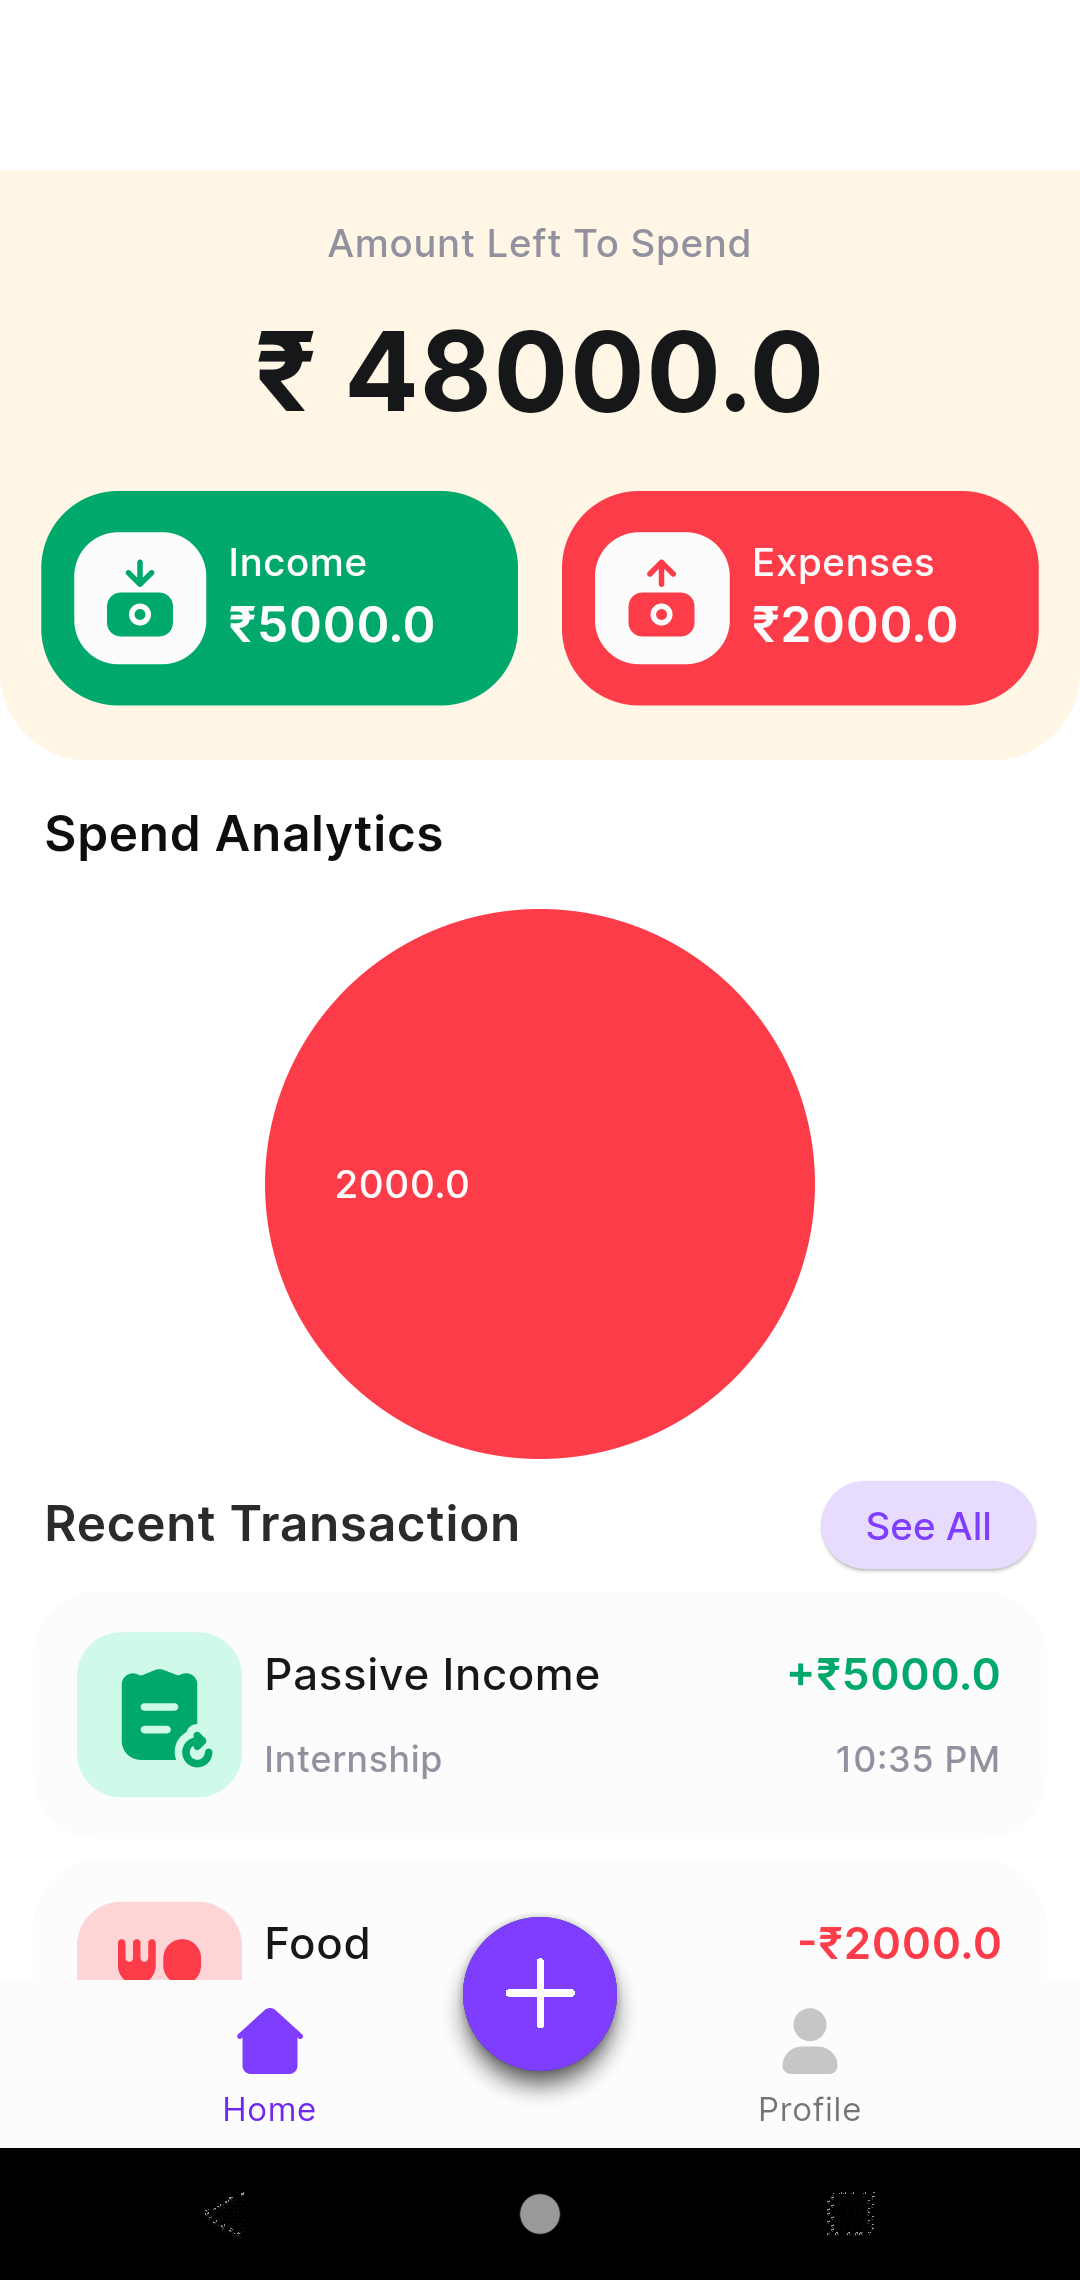 Amount Left To Spend
₹ 48000.0
Income
₹5000.0
Expenses
₹2000.0
Spend Analytics
2000.0
Recent Transaction
See All
Passive Income
+₹5000.0
Internship
10:35 PM
Food
-₹2000.0
Home
Profile